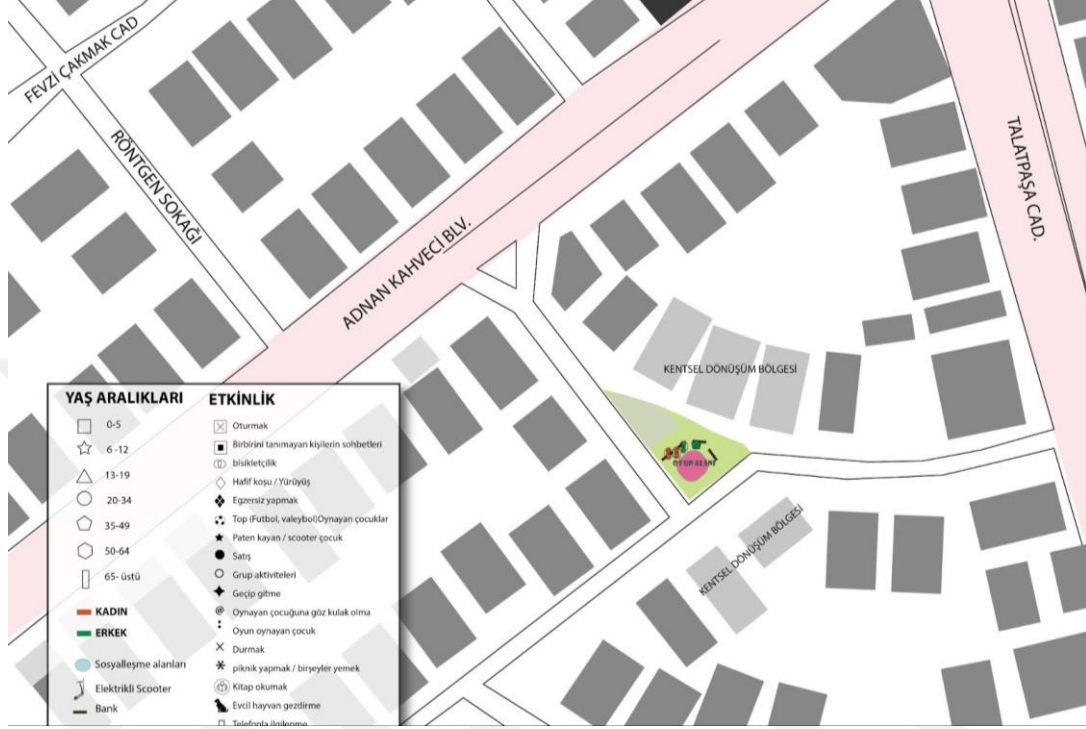 FEVZİ ÇAKMAK CAD
RÖNTGEN SOKAĞI
ADNAN KAHVECİ BLV.
TALATPAŞA CAD.
KENTSEL DÖNÜŞÜM BÖLGESİ
OYUN ALANI
KENTSEL DÖNÜŞÜM BÖLGESİ
YAŞ ARALIKLARI
0-5
6 -12
13-19
20-34
35-49
50-64
65- üstü
KADIN
ERKEK
Sosyalleşme alanları
Elektrikli Scooter
Bank
ETKİNLİK
Oturmak
Birbirini tanımayan kişilerin sohbetleri
bisikletçilik
Hafif koşu / Yürüyüş
Egzersiz yapmak
Top (Futbol, valeybol)Oynayan çocuklar
Paten kayan / scooter çocuk
Satış
Grup aktiviteleri
Geçip gitme
Oynayan çocuğuna göz kulak olma
Oyun oynayan çocuk
Durmak
piknik yapmak / birşeyler yemek
Kitap okumak
Evcil hayvan gezdirme
Telefonla ilgilenme